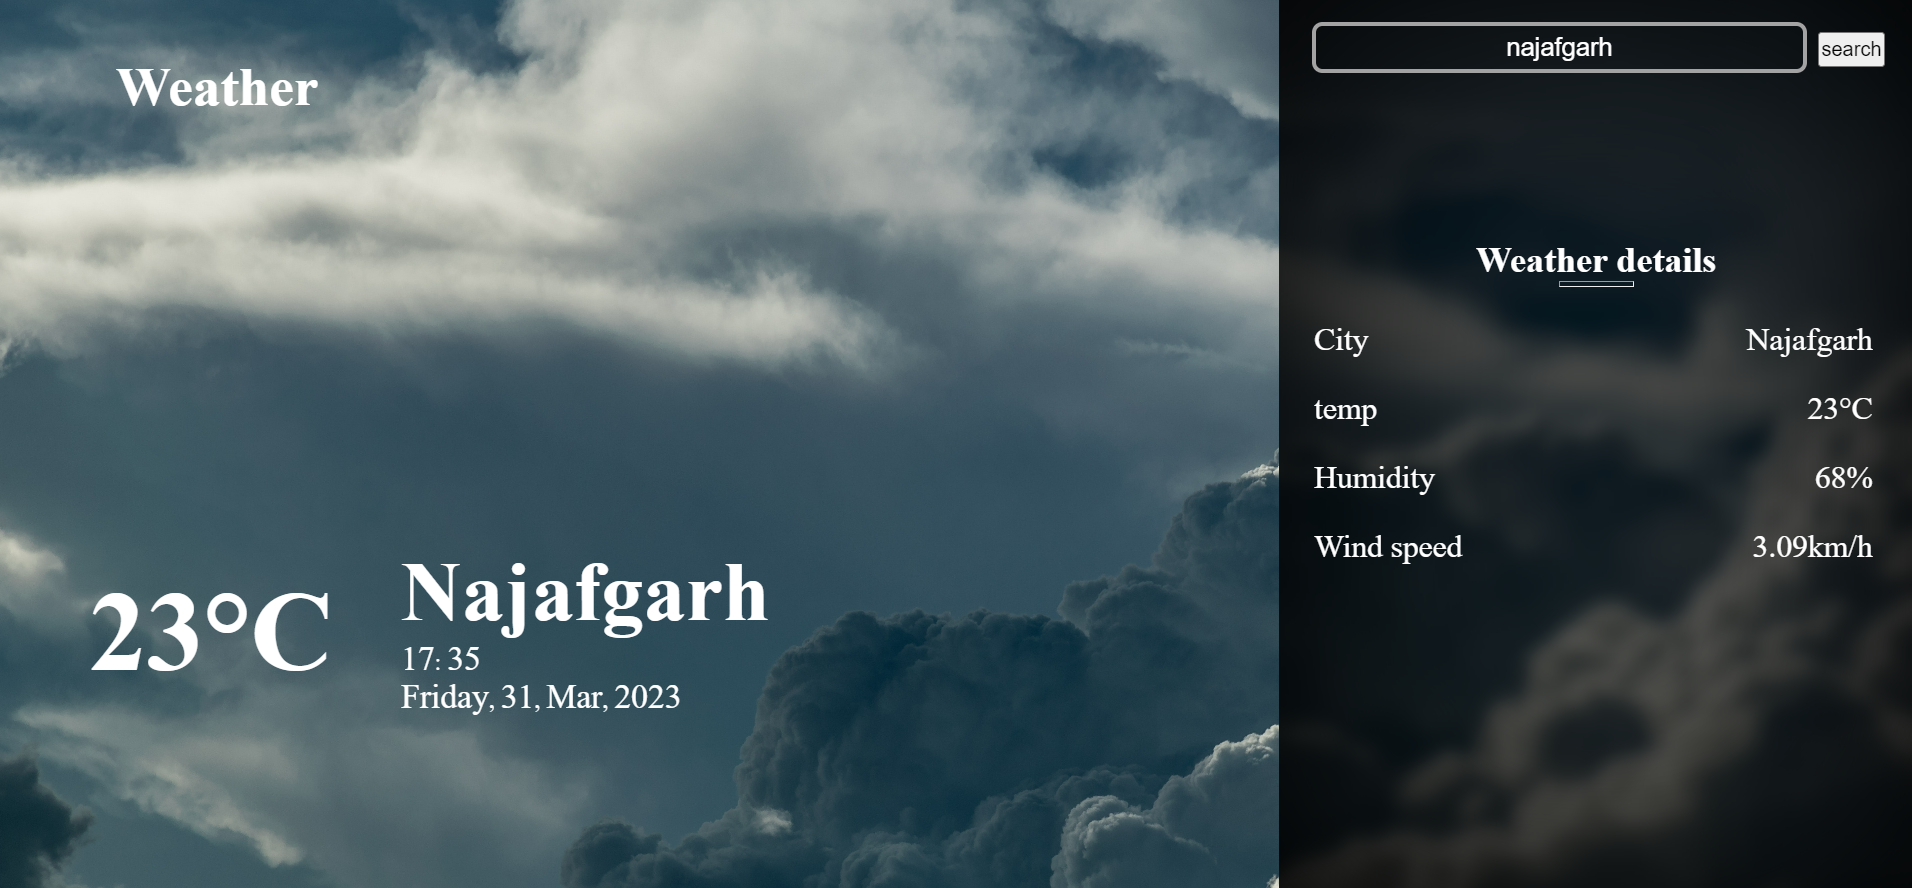 Weather
23°C
Najafgarh
17: 35
Friday, 31, Mar, 2023
najafgarh
search
Weather details
City Najafgarh
temp 23°C
Humidity 68%
Wind speed 3.09km/h